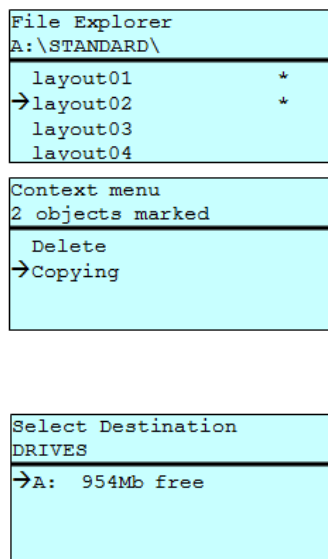 File Explorer
A:\STANDARD\
layout01 *
→layout02 *
layout03
layout04
Context menu
2 objects marked
Delete
→Copying
Select Destination
DRIVES
→A: 954Mb free